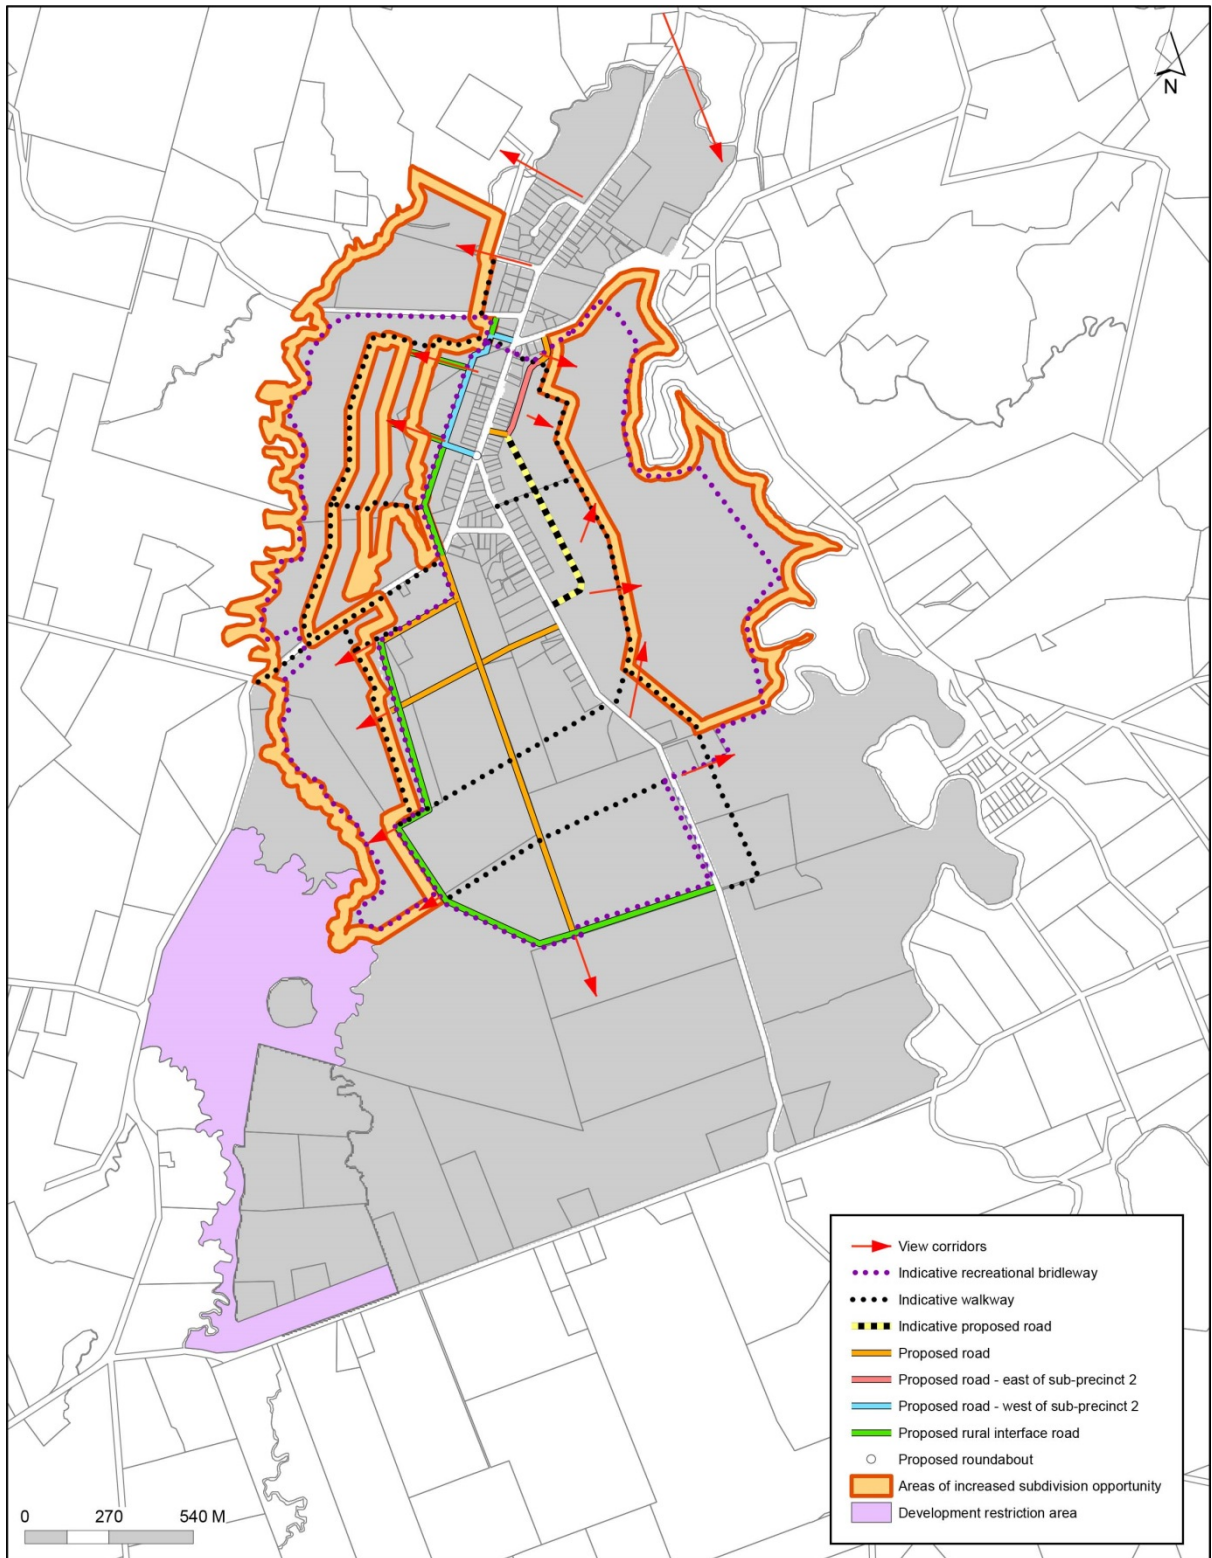 N
View corridors
Indicative recreational bridleway
Indicative walkway
Indicative proposed road
Proposed road
Proposed road - east of sub-precinct 2
Proposed road - west of sub-precinct 2
Proposed rural interface road
Proposed roundabout
Areas of increased subdivision opportunity
Development restriction area
0 270 540 M